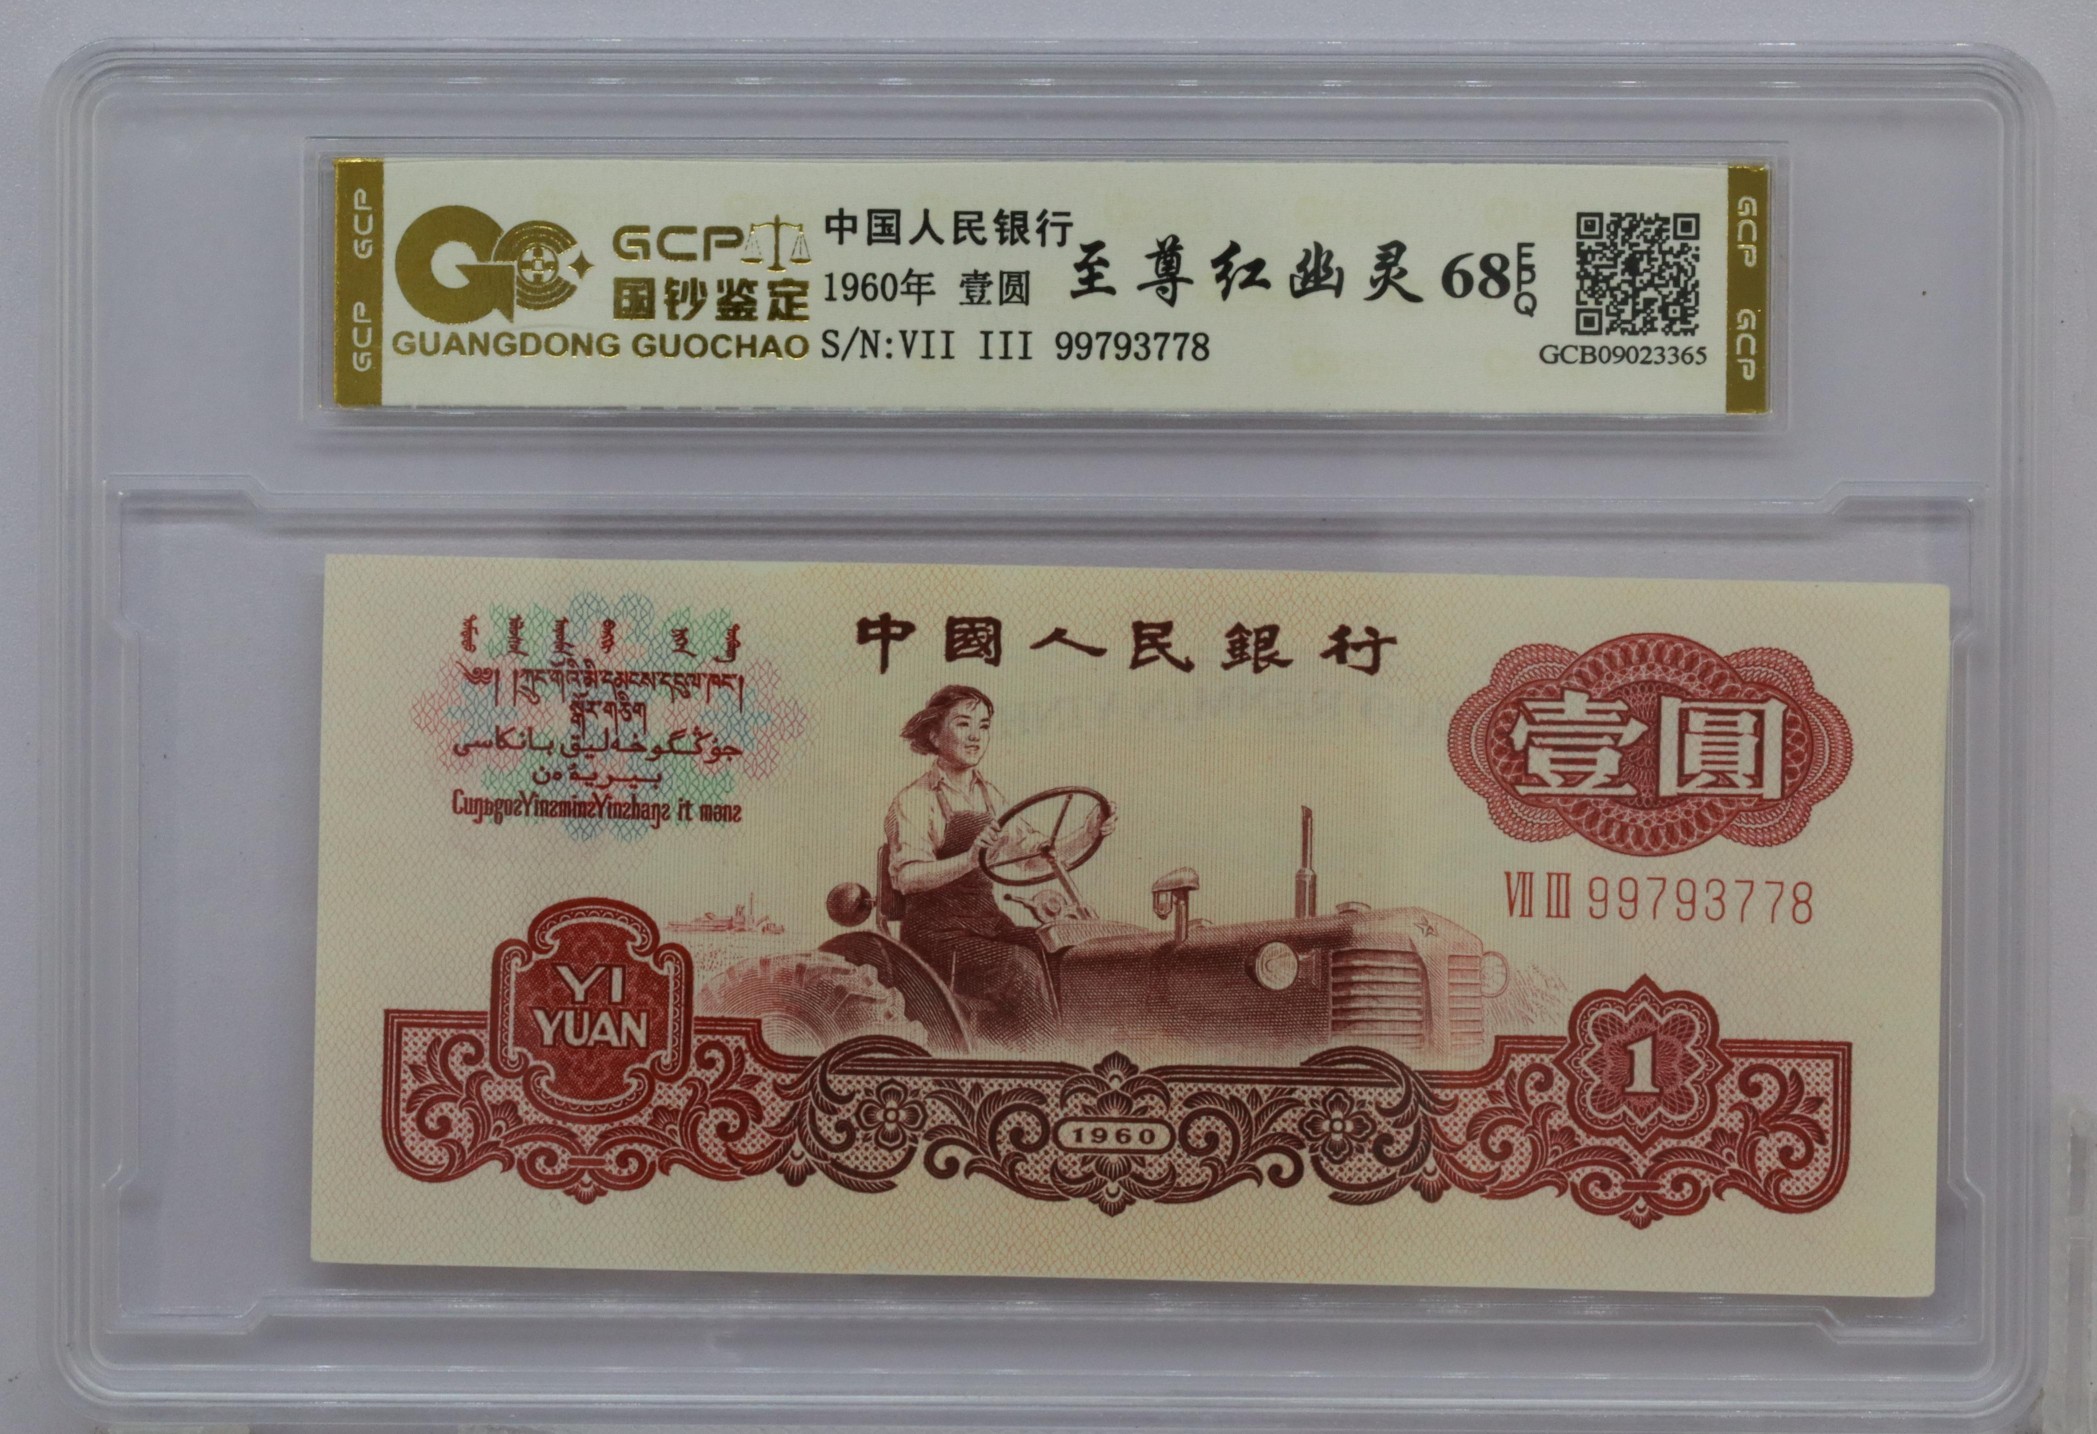 GCP GCP
GCP
国钞鉴定
GUANGDONG GUOCHAO
中国人民银行
1960年 壹圆
S/N:VII III 99793778
至尊红幽灵 68 EPQ
GCB09023365
GCP GCP
中國人民銀行
壹圓
VII III 99793778
YI
YUAN
1960
1